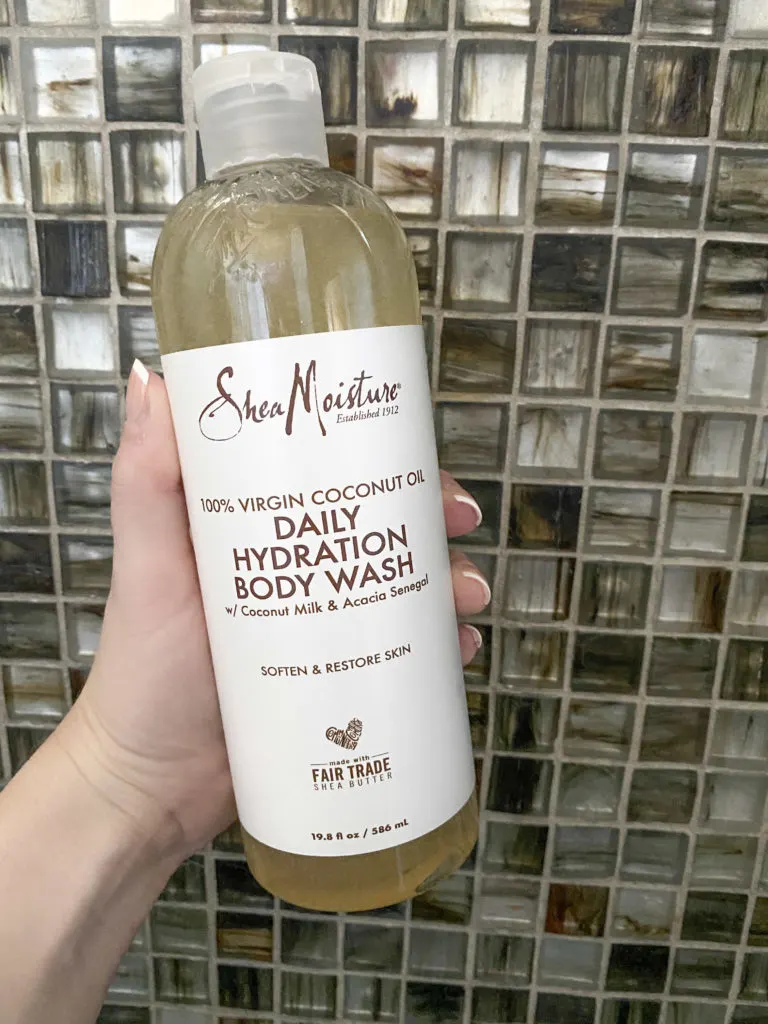 SheaMoisture®
Established 1912
100% VIRGIN COCONUT OIL
DAILY
HYDRATION
BODY WASH
w/ Coconut Milk & Acacia Senegal
SOFTEN & RESTORE SKIN
made with
FAIR TRADE
SHEA BUTTER
19.8 fl oz / 586 mL